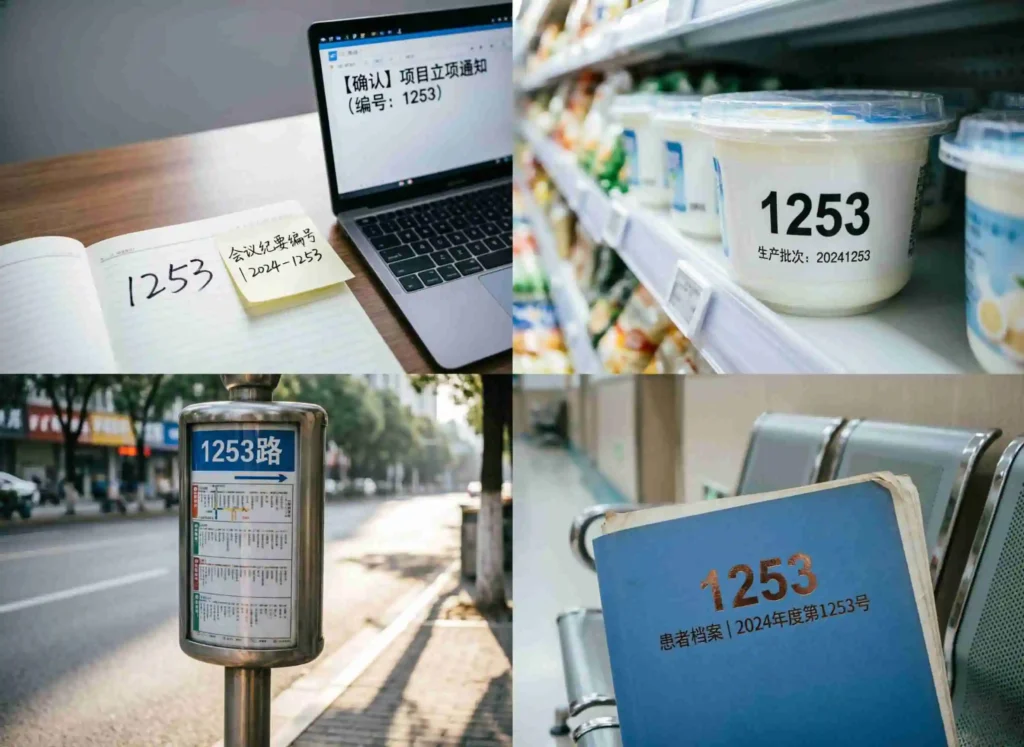 【确认】项目立项通知
（编号：1253）
1253
会议纪要编号
| 2024-1253
1253
生产批次：20241253
1253路
1253
患者档案 | 2024年度第1253号